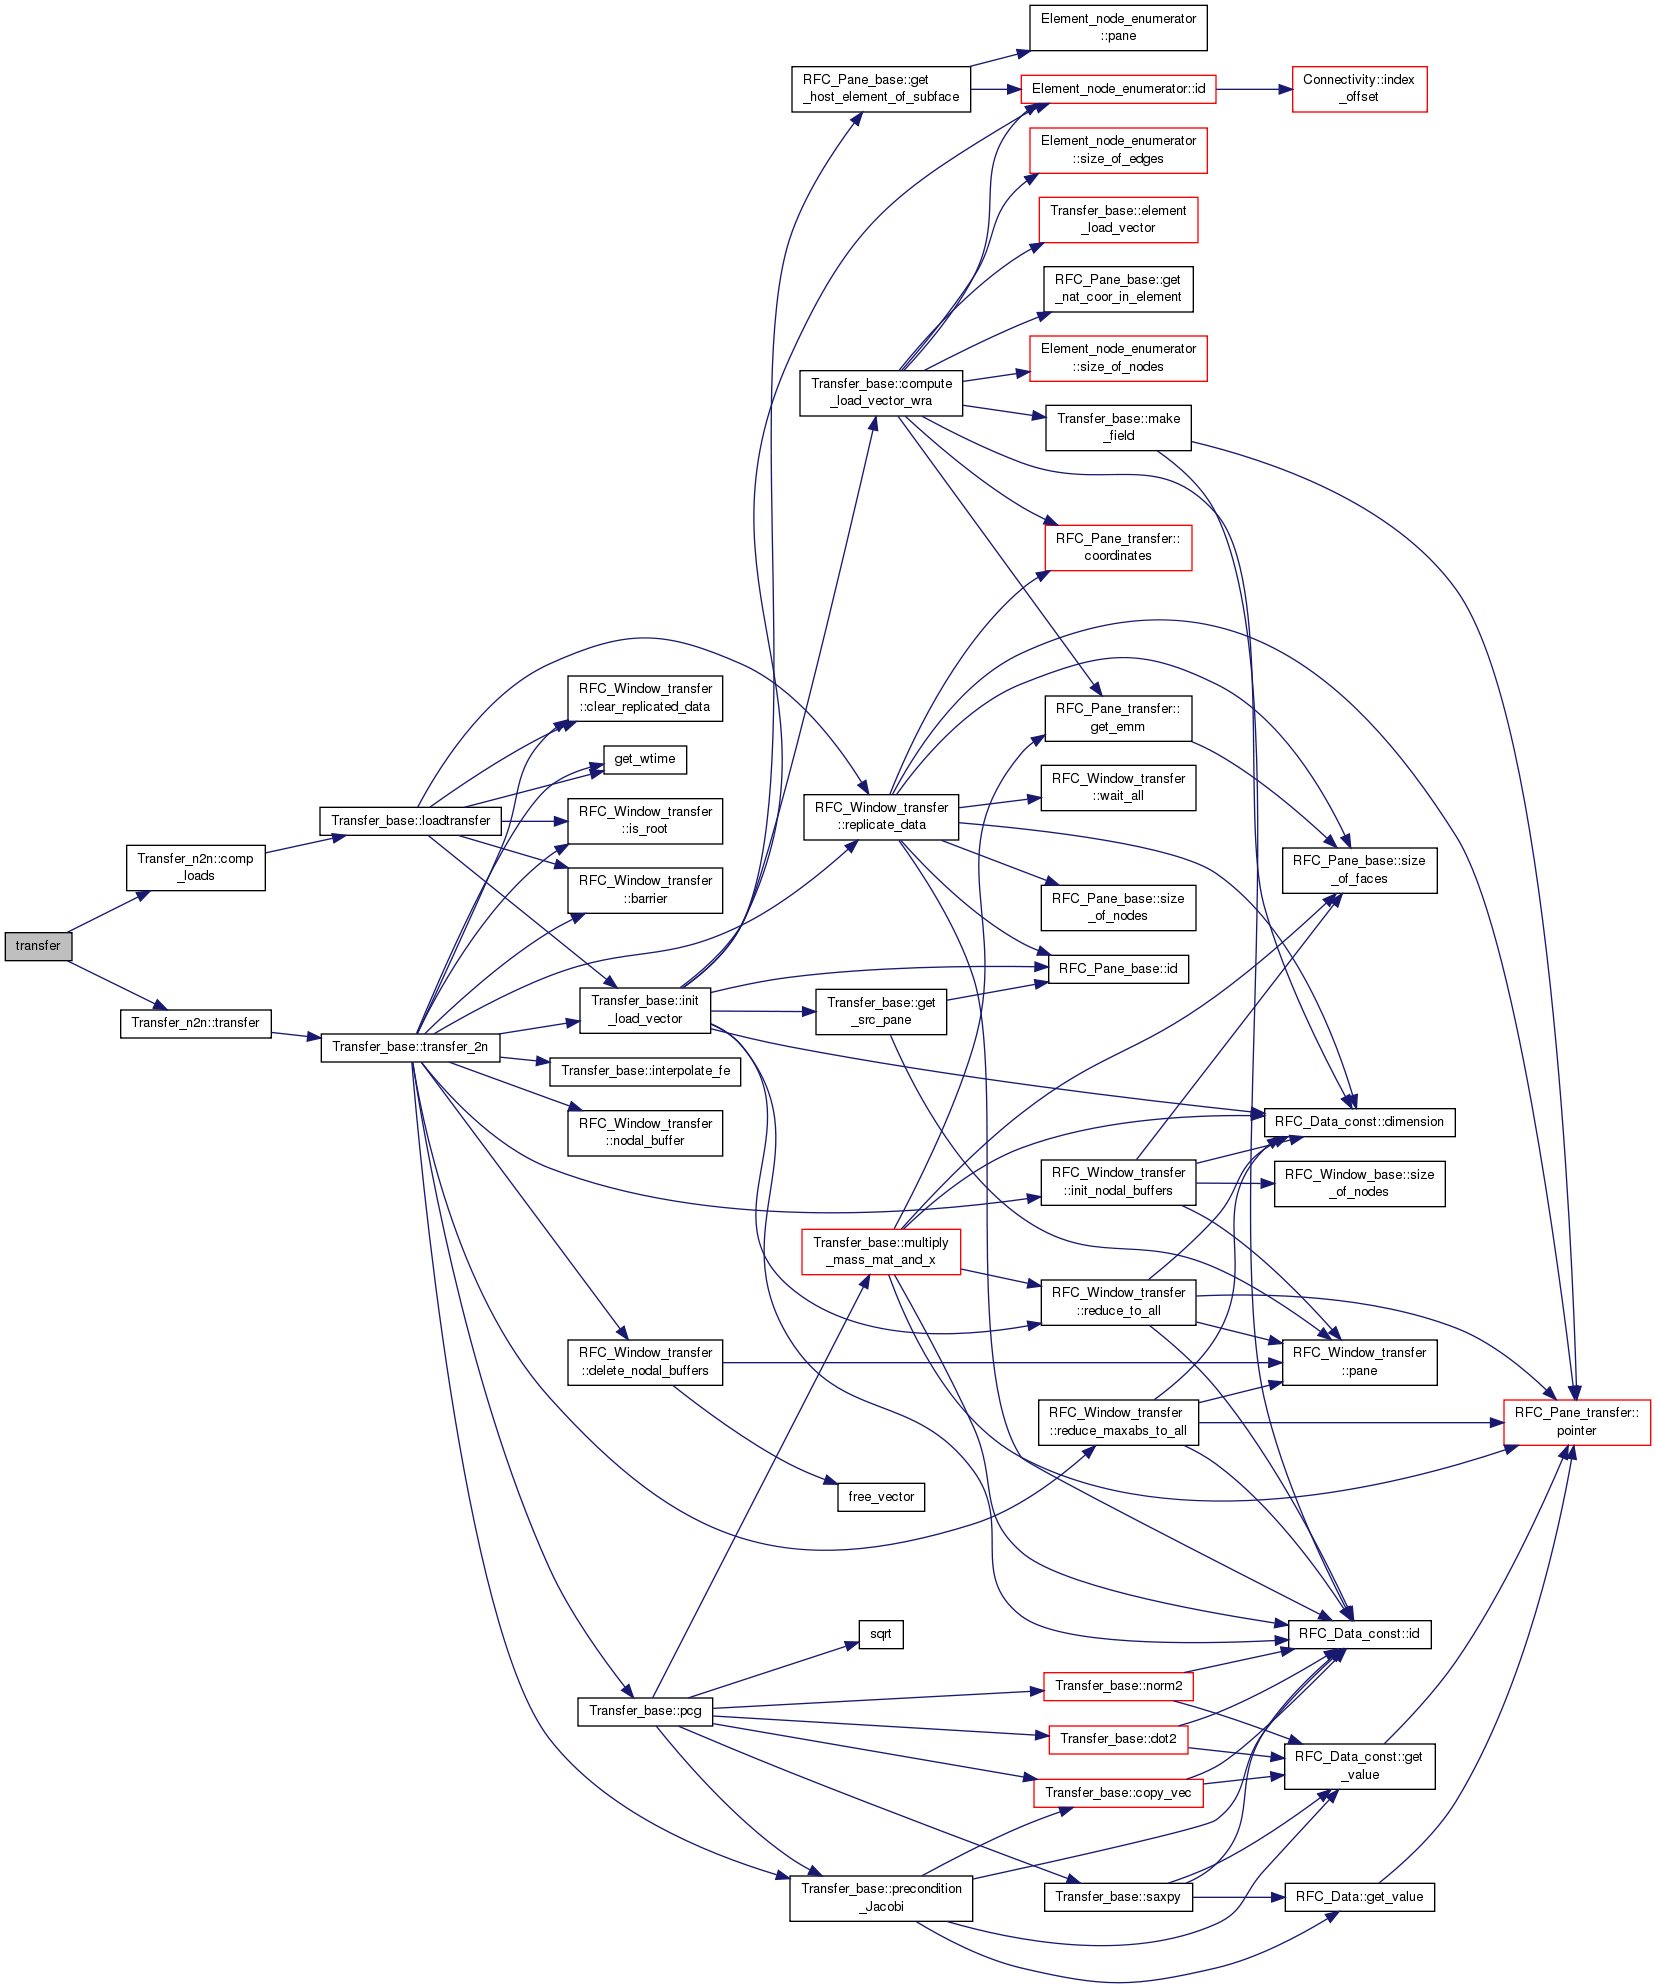 Element_node_enumerator
::pane
RFC_Pane_base::get
_host_element_of_subface
Element_node_enumerator::id
Connectivity::index
_offset
Element_node_enumerator
::size_of_edges
Transfer_base::element
_load_vector
RFC_Pane_base::get
_nat_coor_in_element
Element_node_enumerator
::size_of_nodes
Transfer_base::compute
_load_vector_wra
Transfer_base::make
_field
RFC_Pane_transfer::
coordinates
RFC_Window_transfer
::clear_replicated_data
RFC_Pane_transfer::
get_emm
get_wtime
RFC_Window_transfer
::wait_all
Transfer_base::loadtransfer
RFC_Window_transfer
::is_root
RFC_Window_transfer
::replicate_data
Transfer_n2n::comp
_loads
RFC_Window_transfer
::barrier
RFC_Pane_base::size
_of_nodes
RFC_Pane_base::size
_of_faces
transfer
RFC_Pane_base::id
Transfer_n2n::transfer
Transfer_base::init
_load_vector
Transfer_base::get
_src_pane
Transfer_base::transfer_2n
Transfer_base::interpolate_fe
RFC_Window_transfer
::nodal_buffer
RFC_Data_const::dimension
RFC_Window_transfer
::init_nodal_buffers
RFC_Window_base::size
_of_nodes
Transfer_base::multiply
_mass_mat_and_x
RFC_Window_transfer
::reduce_to_all
RFC_Window_transfer
::delete_nodal_buffers
RFC_Window_transfer
::pane
RFC_Window_transfer
::reduce_maxabs_to_all
RFC_Pane_transfer::
pointer
free_vector
sqrt
RFC_Data_const::id
Transfer_base::norm2
Transfer_base::pcg
Transfer_base::dot2
RFC_Data_const::get
_value
Transfer_base::copy_vec
Transfer_base::precondition
_Jacobi
Transfer_base::saxpy
RFC_Data::get_value